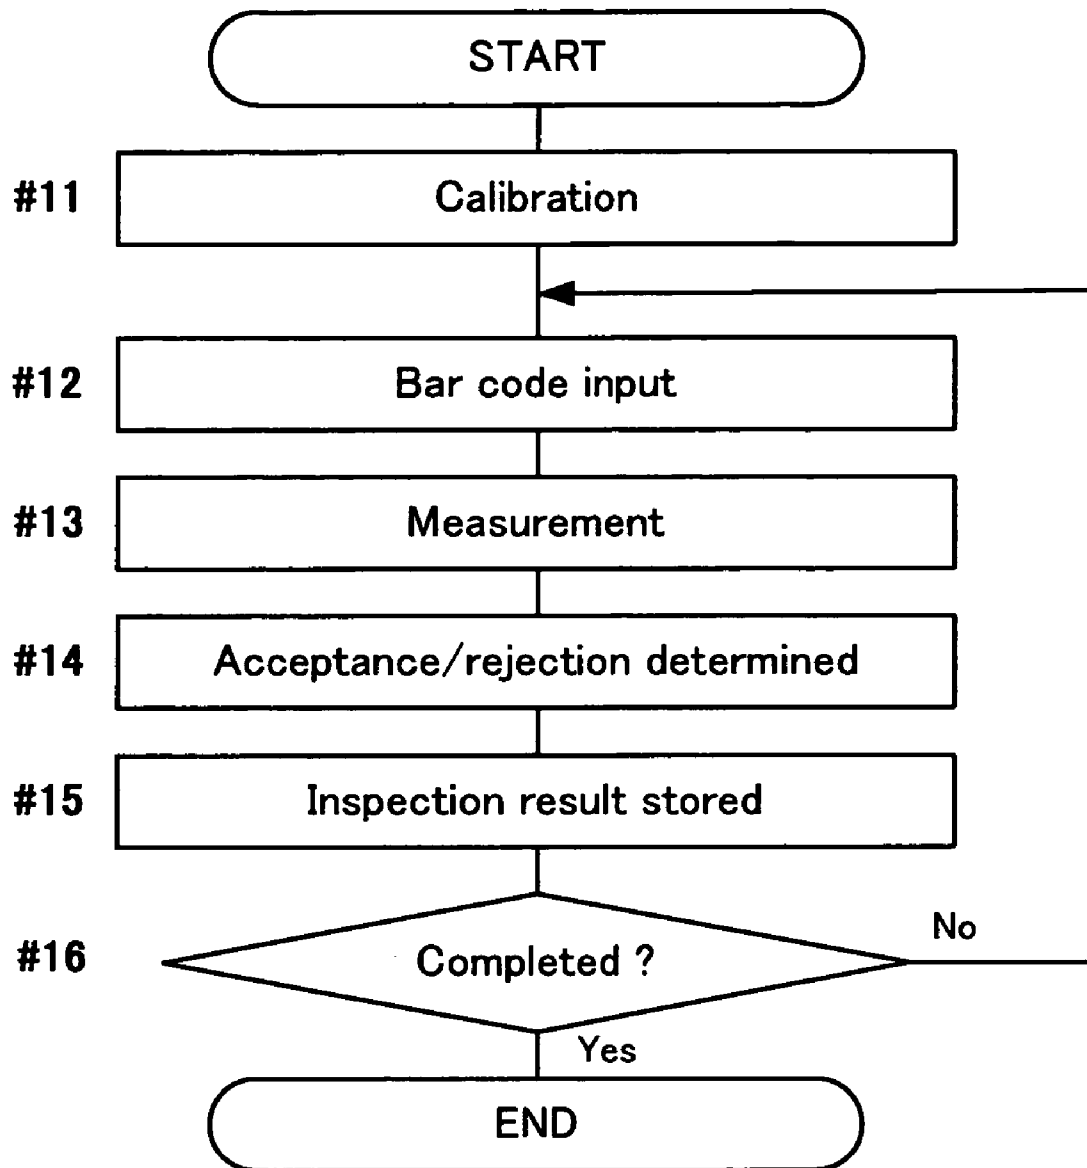 START
#11 Calibration
#12 Bar code input
#13 Measurement
#14 Acceptance/rejection determined
#15 Inspection result stored
#16 Completed ? No
Yes
END